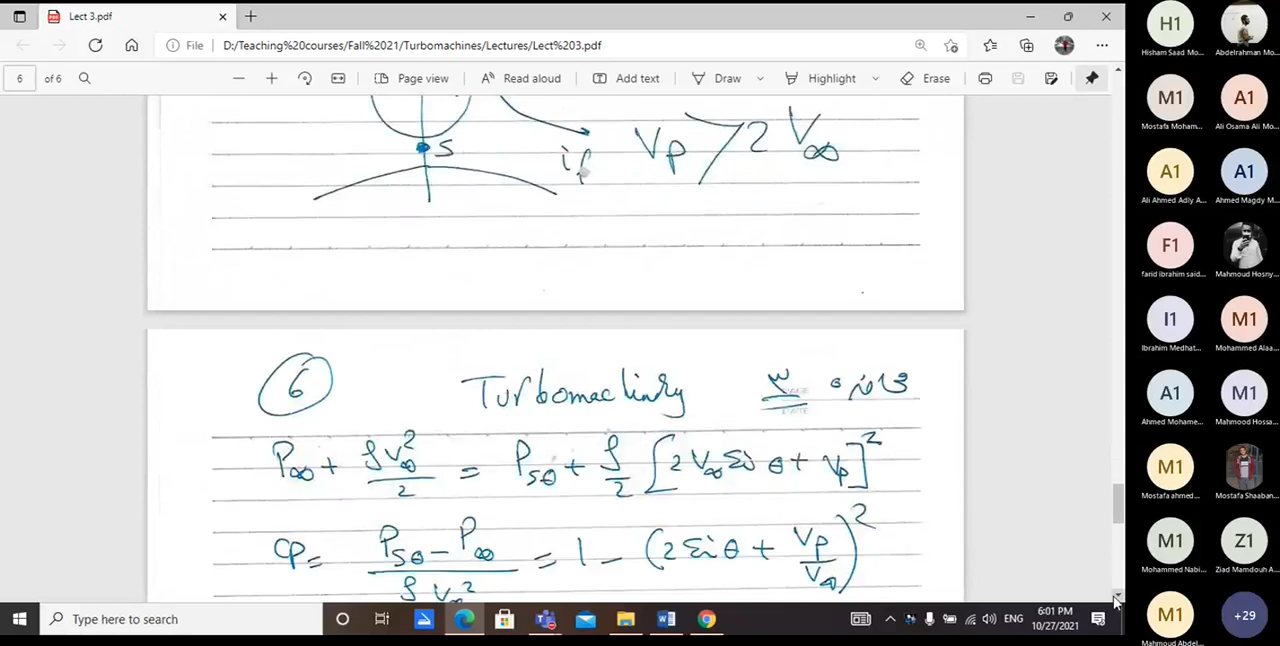 Lect 3.pdf
File D:/Teaching%20courses/Fall%2021/Turbomachines/Lectures/Lect%203.pdf
6 of 6 Page view Read aloud Add text Draw Highlight Erase
S
if Vp > 2 V∞
6 Turbomachindry
P∞ + ρV∞²/2 = Psθ + ρ/2 [2 V∞ Sin θ + Vp]²
Cp = Psθ - P∞ / ρ V∞² = 1 - (2 Sin θ + Vp/V∞)²
Type here to search
ENG
6:01 PM
10/27/2021
H1
Hisham Saad Mo...
Abdelrahman Mo...
M1
Mostafa Moham...
A1
Ali Osama Ali Mo...
A1
Ali Ahmed Adly A...
A1
Ahmed Magdy M...
F1
farid ibrahim said...
Mahmoud Hosny...
I1
Ibrahim Medhat...
M1
Mohammed Alaa...
A1
Ahmed Mohame...
M1
Mahmoud Hossa...
M1
Mostafa ahmed...
Mostafa Shaaban...
M1
Mohammed Nabi...
Z1
Ziad Mamdouh A...
M1
Mahmoud Abdel...
+29